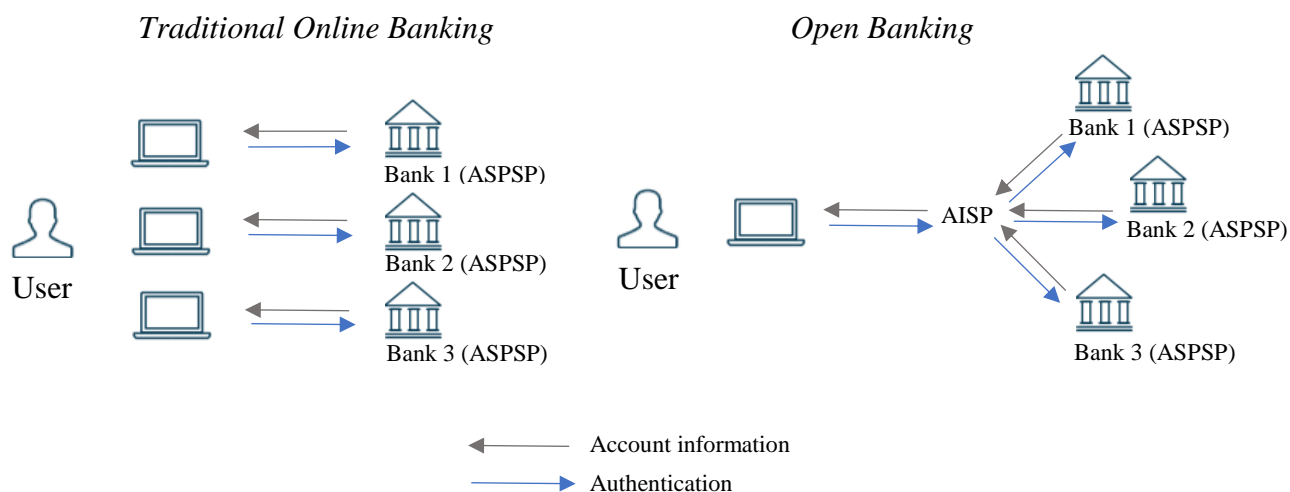 Traditional Online Banking
Bank 1 (ASPSP)
Bank 2 (ASPSP)
Bank 3 (ASPSP)
User
Open Banking
Bank 1 (ASPSP)
AISP
Bank 2 (ASPSP)
Bank 3 (ASPSP)
User
Account information
Authentication